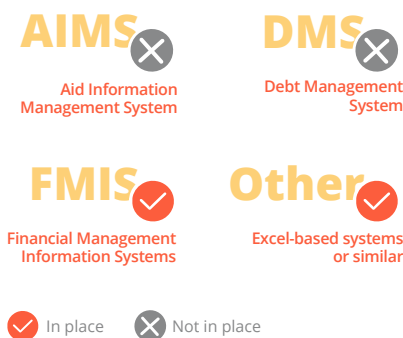 AIMS
Aid Information
Management System
DMS
Debt Management
System
FMIS
Financial Management
Information Systems
Other
Excel-based systems
or similar
In place
Not in place